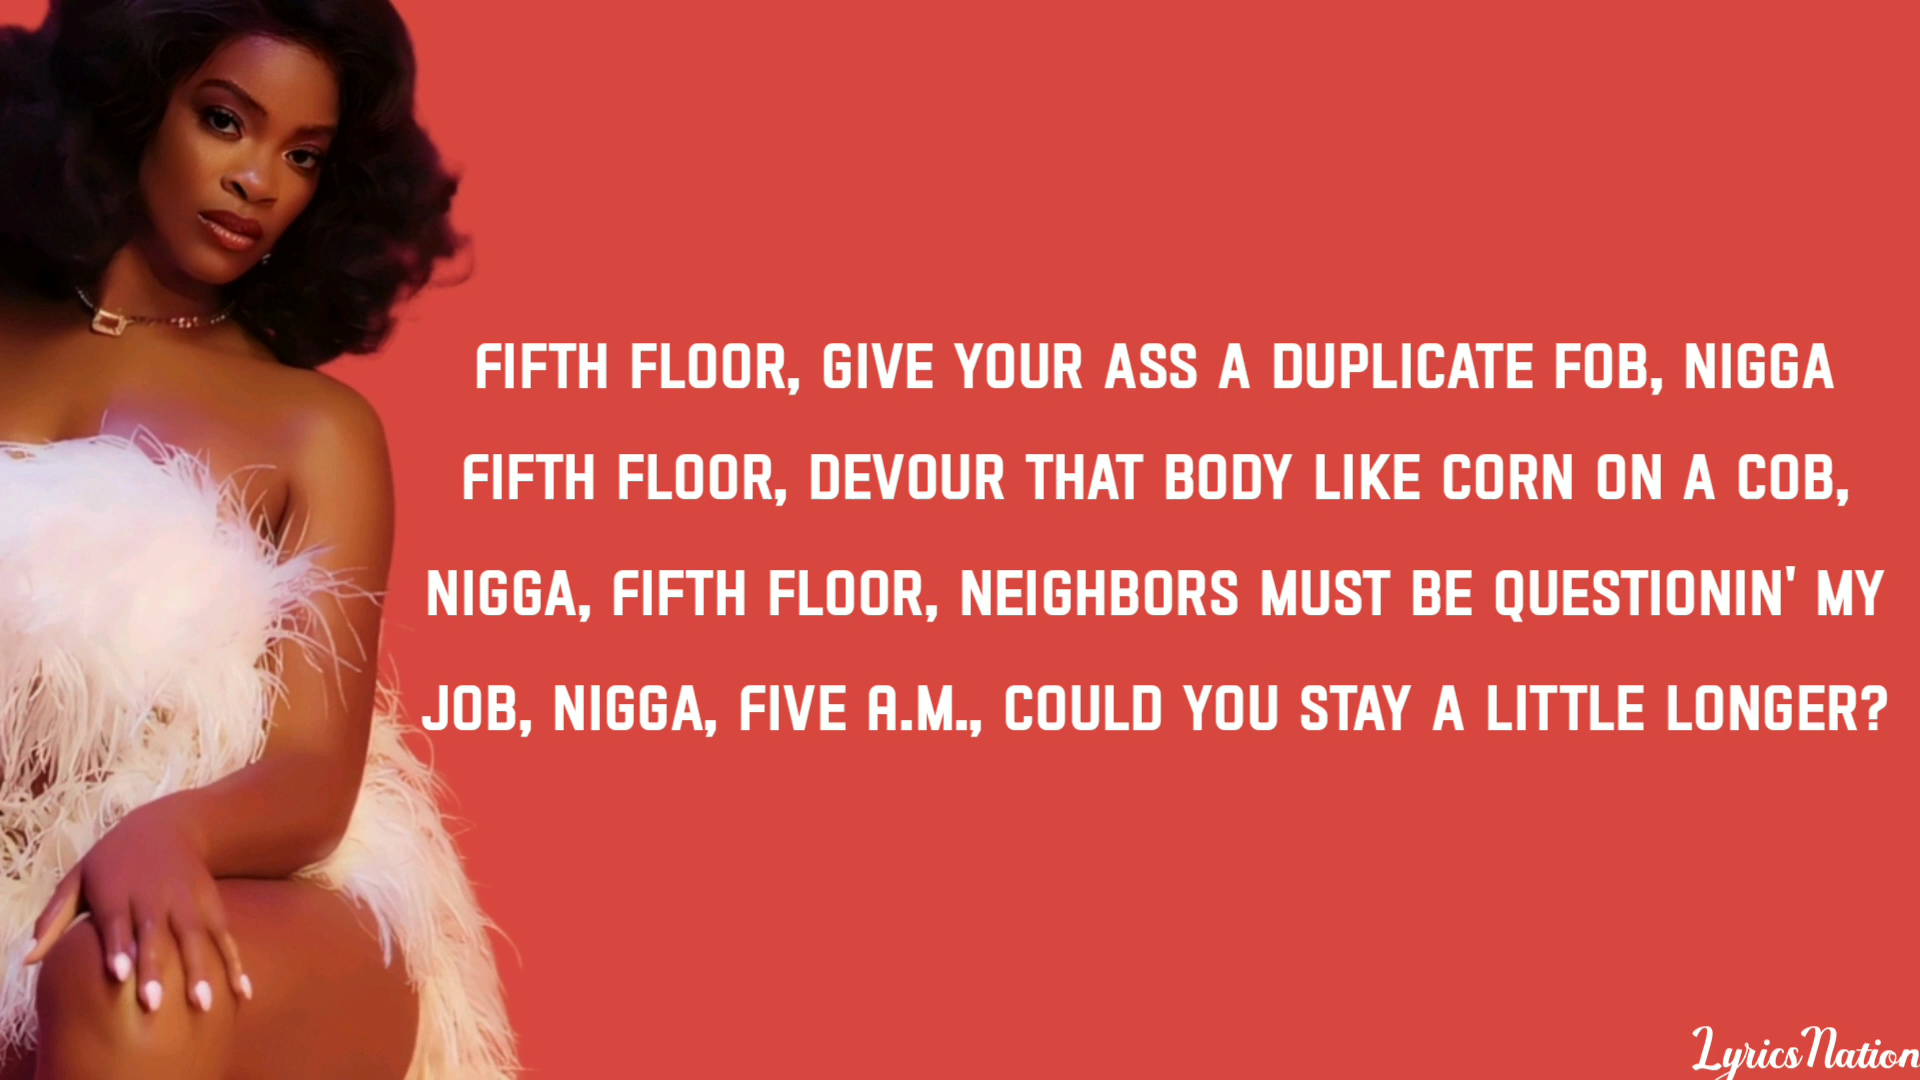 FIFTH FLOOR, GIVE YOUR ASS A DUPLICATE FOB, NIGGA
FIFTH FLOOR, DEVOUR THAT BODY LIKE CORN ON A COB,
NIGGA, FIFTH FLOOR, NEIGHBORS MUST BE QUESTIONIN' MY
JOB, NIGGA, FIVE A.M., COULD YOU STAY A LITTLE LONGER?
LyricsNation